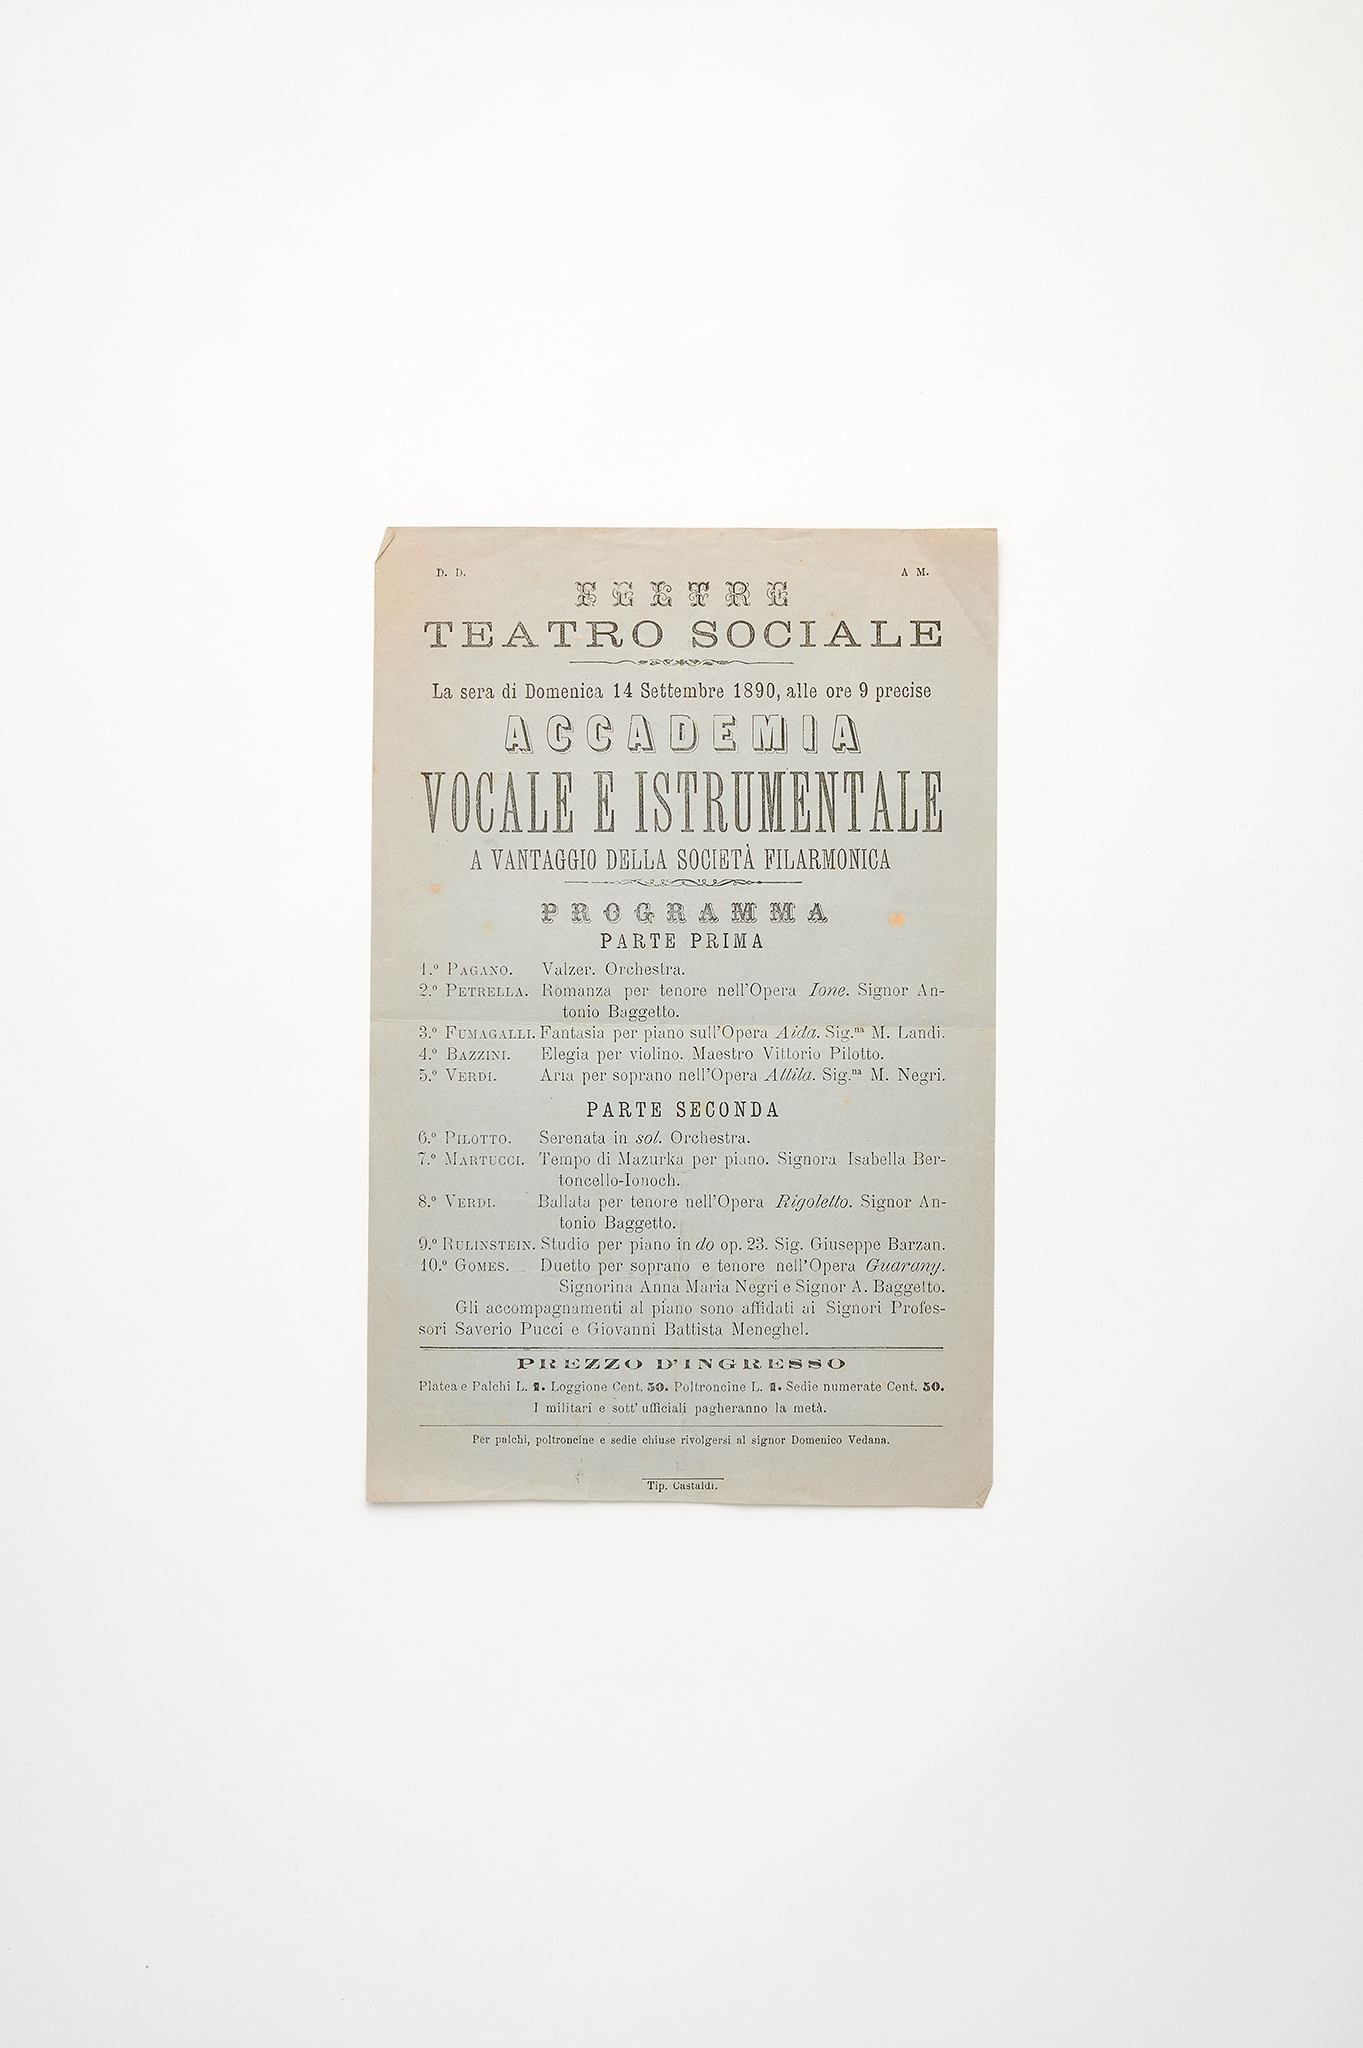 D. D. A M.
FELTRE
TEATRO SOCIALE
La sera di Domenica 14 Settembre 1890, alle ore 9 precise
ACCADEMIA
VOCALE E ISTRUMENTALE
A VANTAGGIO DELLA SOCIETÀ FILARMONICA
PROGRAMMA
PARTE PRIMA
1.º PAGANO. Valzer. Orchestra.
2.º PETRELLA. Romanza per tenore nell'Opera Ione. Signor An-
tonio Baggetto.
3.º FUMAGALLI. Fantasia per piano sull'Opera Aida. Sig.na M. Landi.
4.º BAZZINI. Elegia per violino. Maestro Vittorio Pilotto.
5.º VERDI. Aria per soprano nell'Opera Attila. Sig.na M. Negri.
PARTE SECONDA
6.º PILOTTO. Serenata in sol. Orchestra.
7.º MARTUCCI. Tempo di Mazurka per piano. Signora Isabella Ber-
toncello-Ionoch.
8.º VERDI. Ballata per tenore nell'Opera Rigoletto. Signor An-
tonio Baggetto.
9.º RULINSTEIN. Studio per piano in do op. 23. Sig. Giuseppe Barzan.
10.º GOMES. Duetto per soprano e tenore nell'Opera Guarany.
Signorina Anna Maria Negri e Signor A. Baggetto.
Gli accompagnamenti al piano sono affidati ai Signori Profes-
sori Saverio Pucci e Giovanni Battista Meneghel.
PREZZO D'INGRESSO
Platea e Palchi L. 1. Loggione Cent. 50. Poltroncine L. 1. Sedie numerate Cent. 50.
I militari e sott' ufficiali pagheranno la metà.
Per palchi, poltroncine e sedie chiuse rivolgersi al signor Domenico Vedana.
Tip. Castaldi.